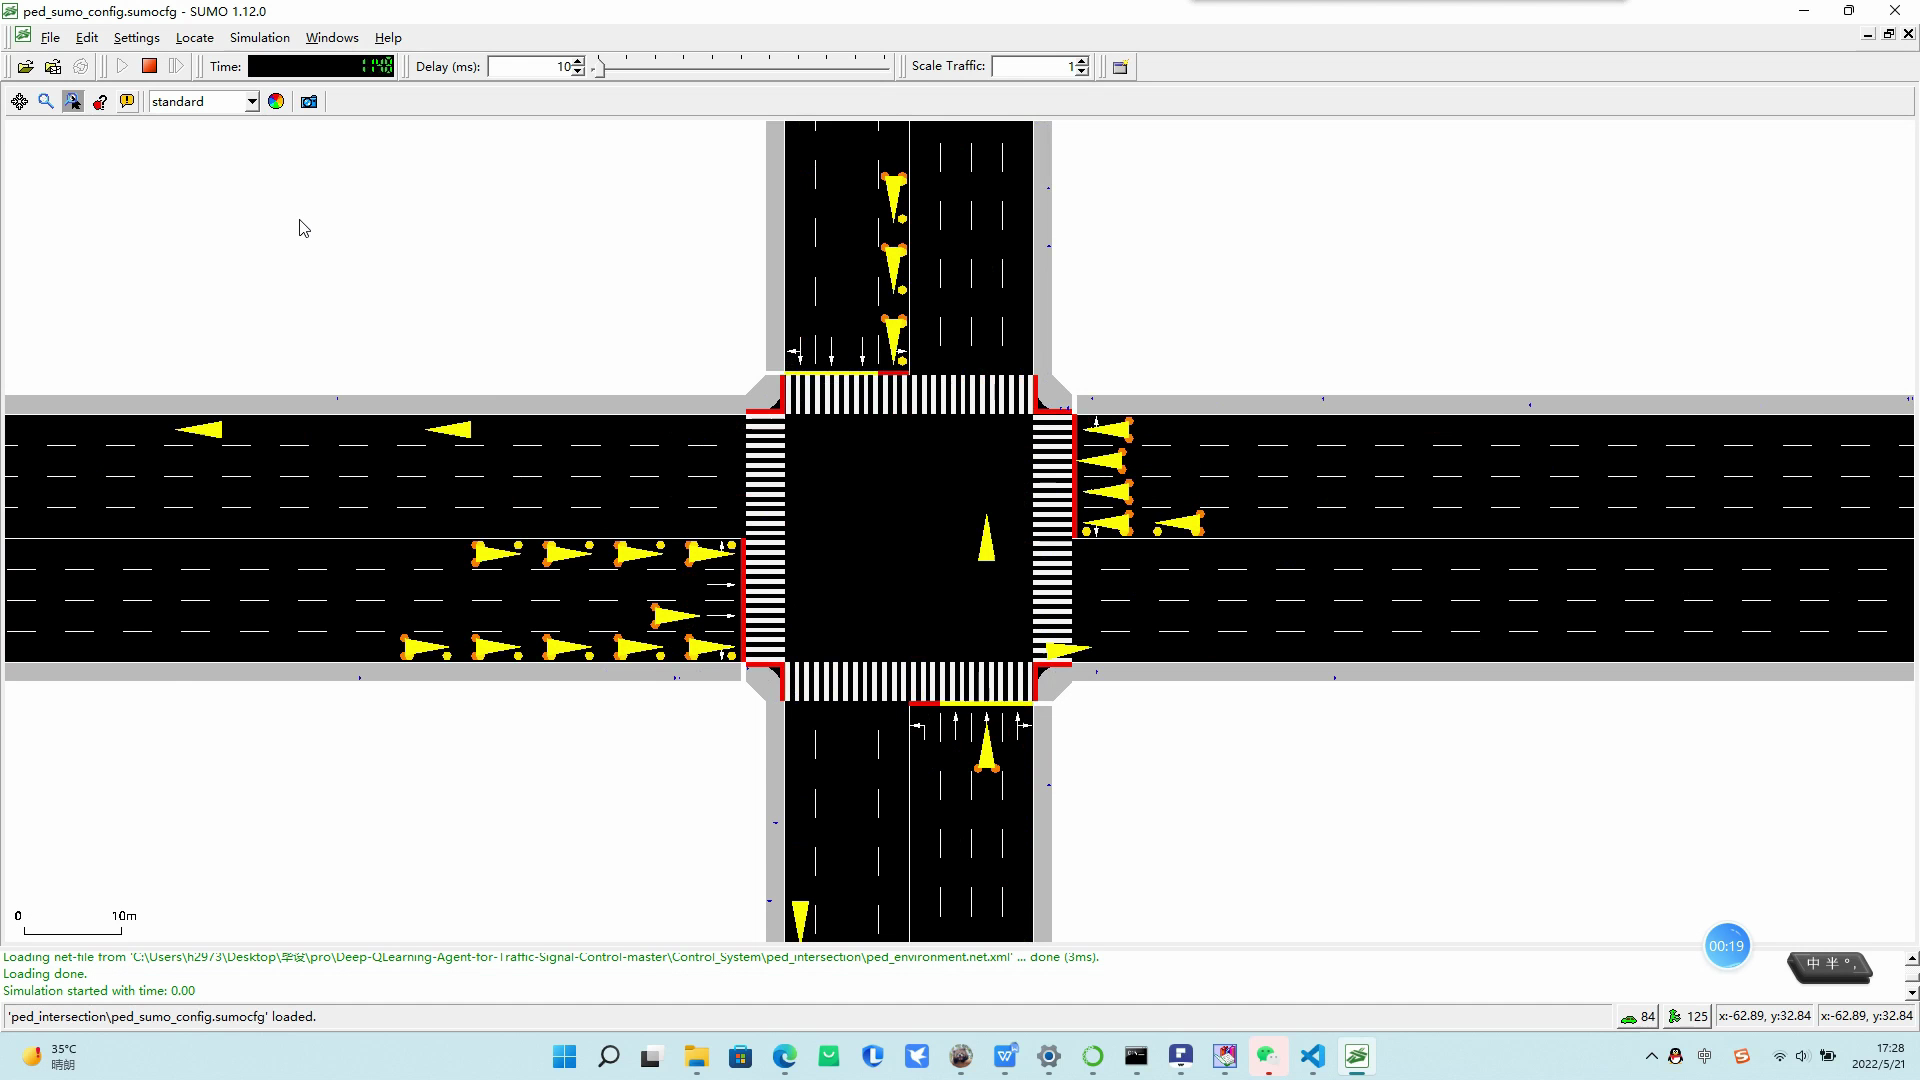 ped_sumo_config.sumocfg - SUMO 1.12.0
File Edit Settings Locate Simulation Windows Help
Time: 1148 Delay (ms): 10 Scale Traffic: 1
standard
0 10m
00:19
Loading net-file from 'C:\Users\h2973\Desktop\毕设\pro\Deep-QLearning-Agent-for-Traffic-Signal-Control-master\Control_System\ped_intersection\ped_environment.net.xml' ... done (3ms).
Loading done.
Simulation started with time: 0.00
中 半 °,
'ped_intersection\ped_sumo_config.sumocfg' loaded.
84 125 x:-62.89, y:32.84 x:-62.89, y:32.84
35°C
晴朗
中
17:28
2022/5/21